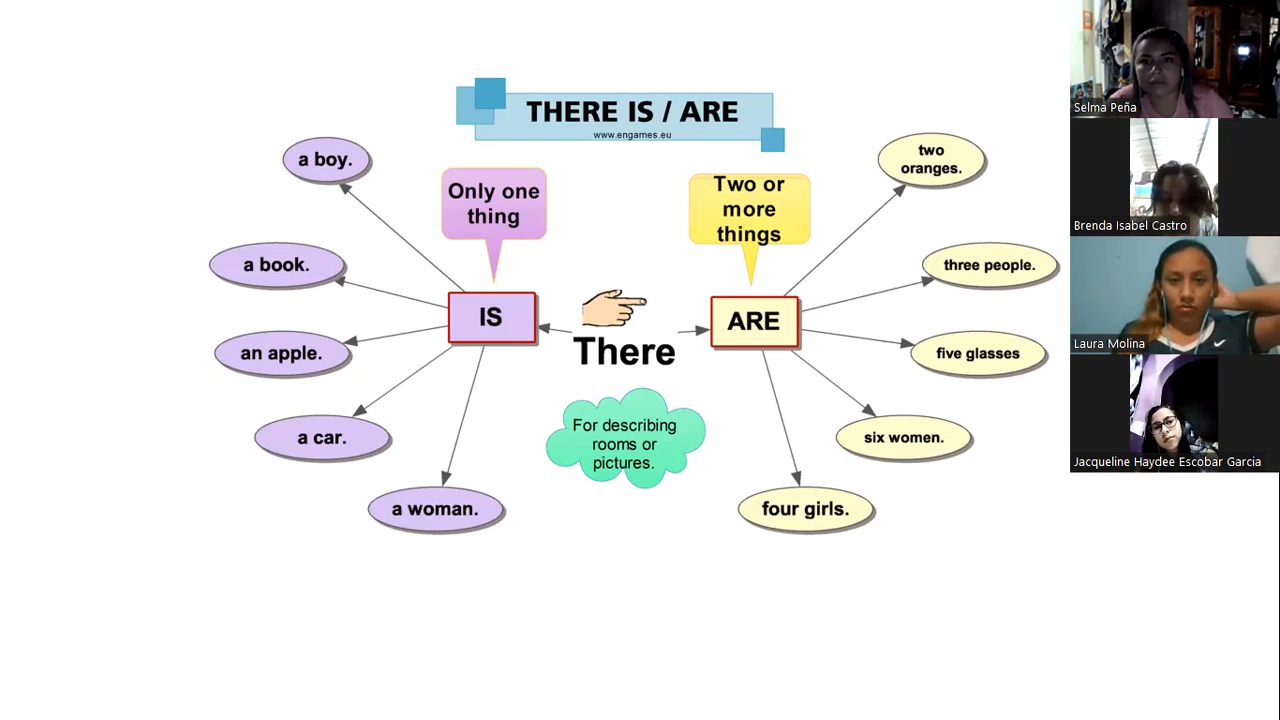 THERE IS / ARE
www.engames.eu
Only one
thing
Two or
more
things
a boy.
a book.
an apple.
a car.
a woman.
IS
There
ARE
For describing
rooms or
pictures.
two
oranges.
three people.
five glasses
six women.
four girls.
Selma Peña
Brenda Isabel Castro
Laura Molina
Jacqueline Haydee Escobar Garcia